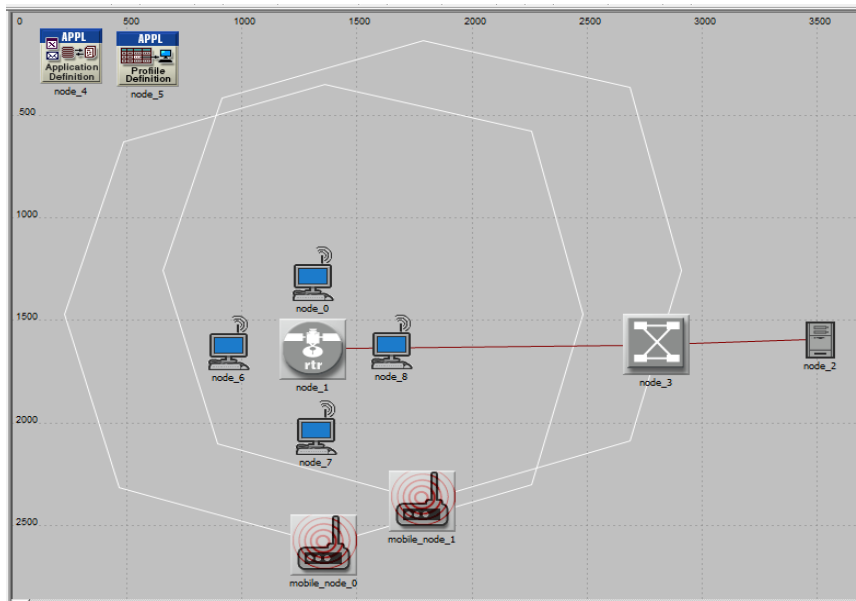 0 500 1000 1500 2000 2500 3000 3500
APPL
Application
Definition
node_4
APPL
Profile
Definition
node_5
500
1000
node_0
1500
rtr
node_6
node_1
node_8
node_3
node_2
2000
node_7
2500
mobile_node_1
mobile_node_0